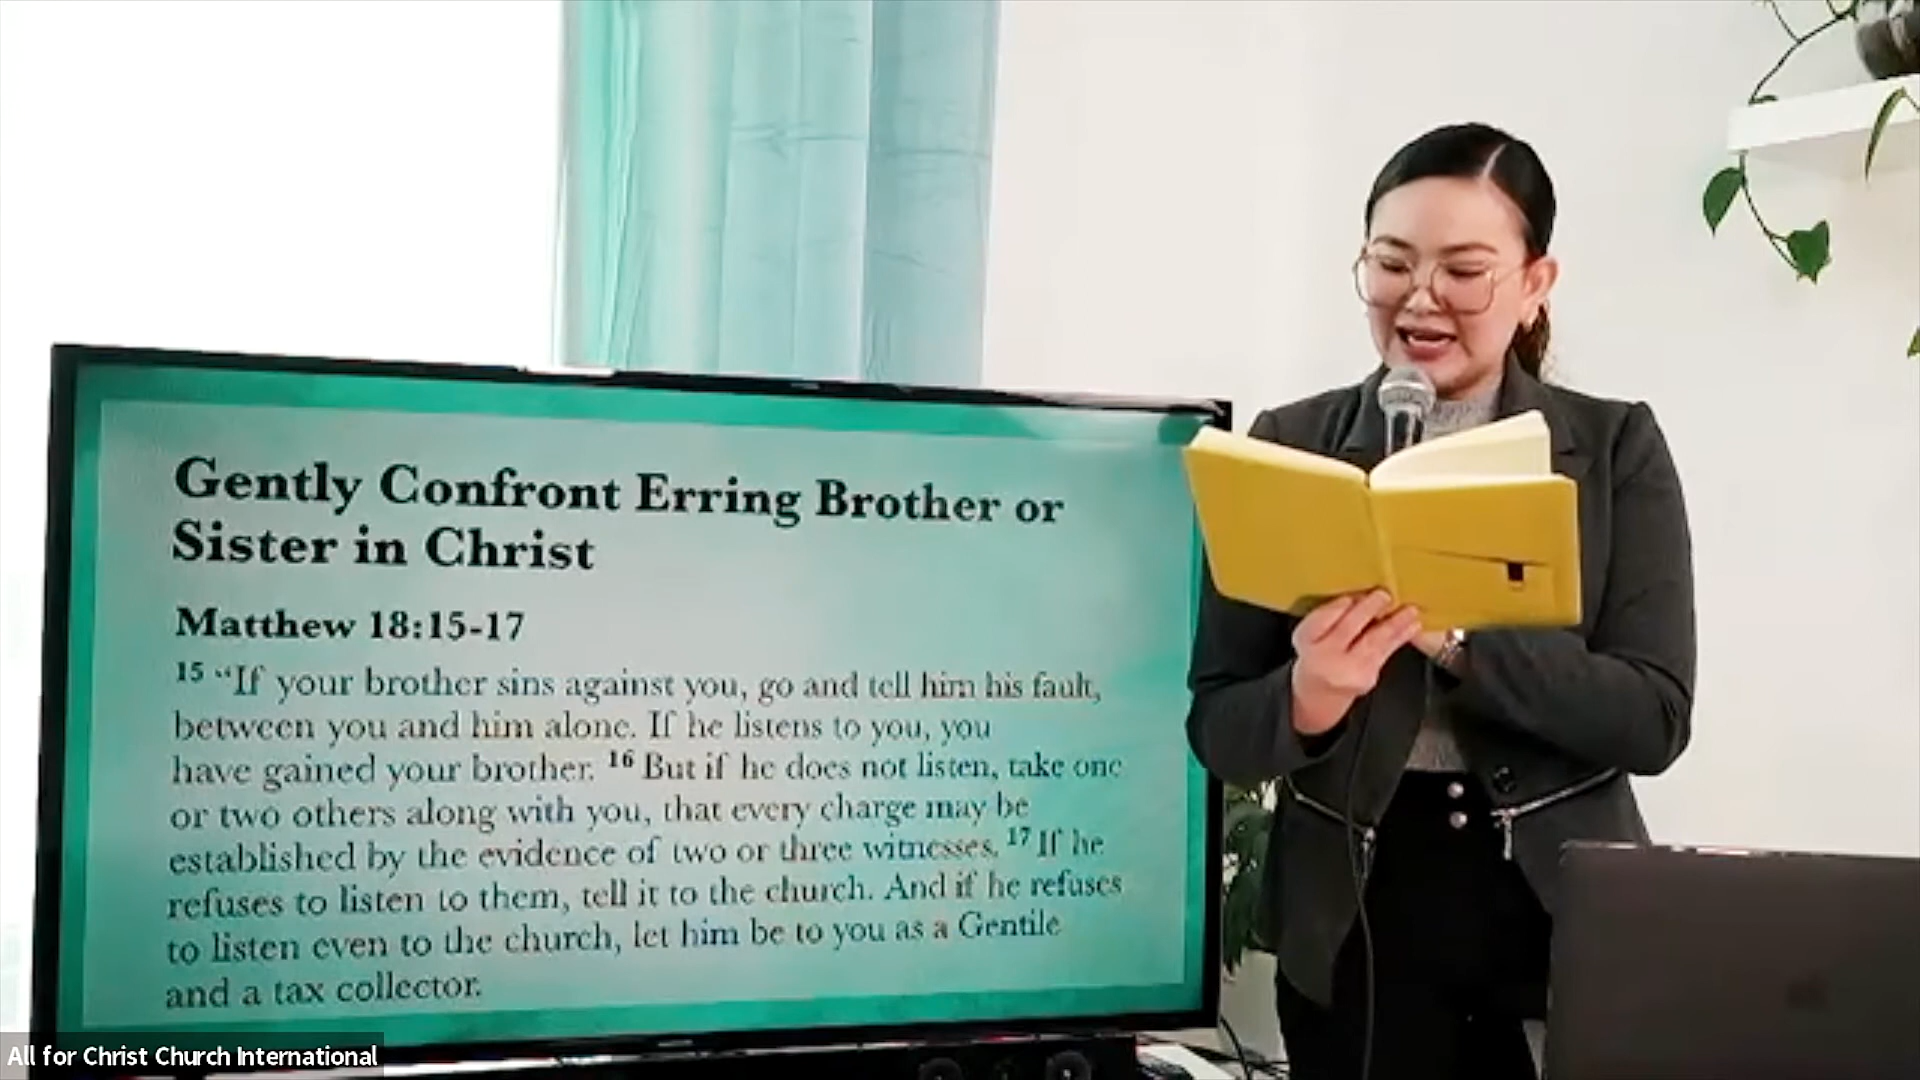 Gently Confront Erring Brother or
Sister in Christ
Matthew 18:15-17
15 “If your brother sins against you, go and tell him his fault,
between you and him alone. If he listens to you, you
have gained your brother. 16 But if he does not listen, take one
or two others along with you, that every charge may be
established by the evidence of two or three witnesses. 17 If he
refuses to listen to them, tell it to the church. And if he refuses
to listen even to the church, let him be to you as a Gentile
and a tax collector.
All for Christ Church International